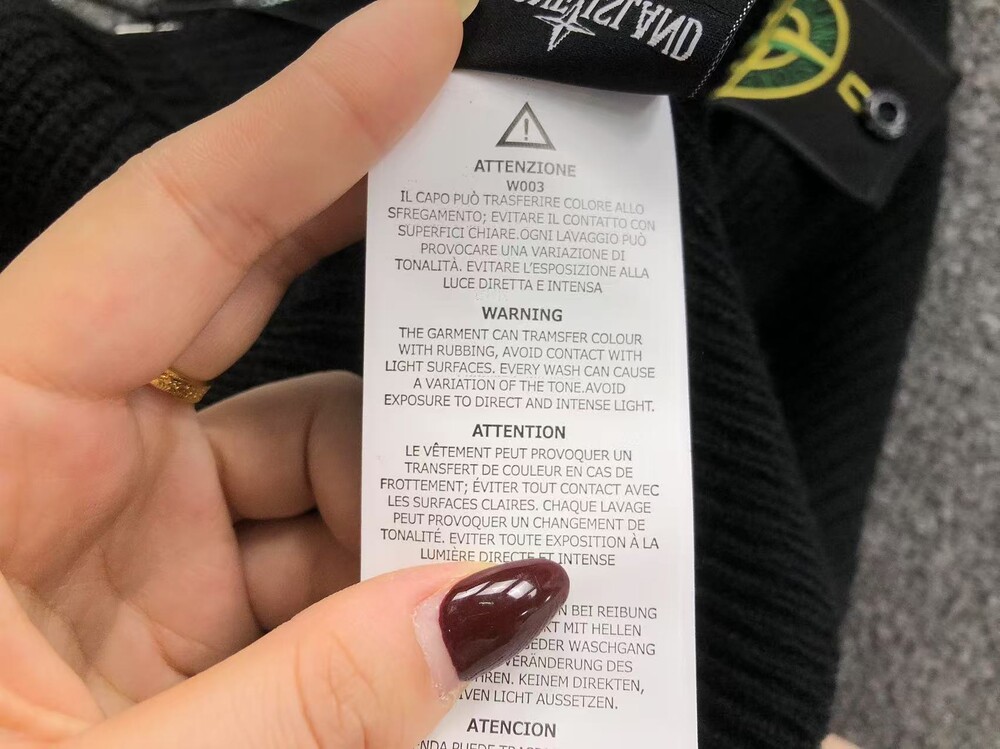 STONE ISLAND
ATTENZIONE
W003
IL CAPO PUÒ TRASFERIRE COLORE ALLO
SFREGAMENTO; EVITARE IL CONTATTO CON
SUPERFICI CHIARE.OGNI LAVAGGIO PUÒ
PROVOCARE UNA VARIAZIONE DI
TONALITÀ. EVITARE L'ESPOSIZIONE ALLA
LUCE DIRETTA E INTENSA
WARNING
THE GARMENT CAN TRAMSFER COLOUR
WITH RUBBING, AVOID CONTACT WITH
LIGHT SURFACES. EVERY WASH CAN CAUSE
A VARIATION OF THE TONE.AVOID
EXPOSURE TO DIRECT AND INTENSE LIGHT.
ATTENTION
LE VÊTEMENT PEUT PROVOQUER UN
TRANSFERT DE COULEUR EN CAS DE
FROTTEMENT; ÉVITER TOUT CONTACT AVEC
LES SURFACES CLAIRES. CHAQUE LAVAGE
PEUT PROVOQUER UN CHANGEMENT DE
TONALITÉ. EVITER TOUTE EXPOSITION À LA
LUMIÈRE DIRECTE ET INTENSE
BEI REIBUNG
MIT HELLEN
JEDER WASCHGANG
VERÄNDERUNG DES
KEINEM DIREKTEN,
LICHT AUSSETZEN.
ATENCION
PUEDE